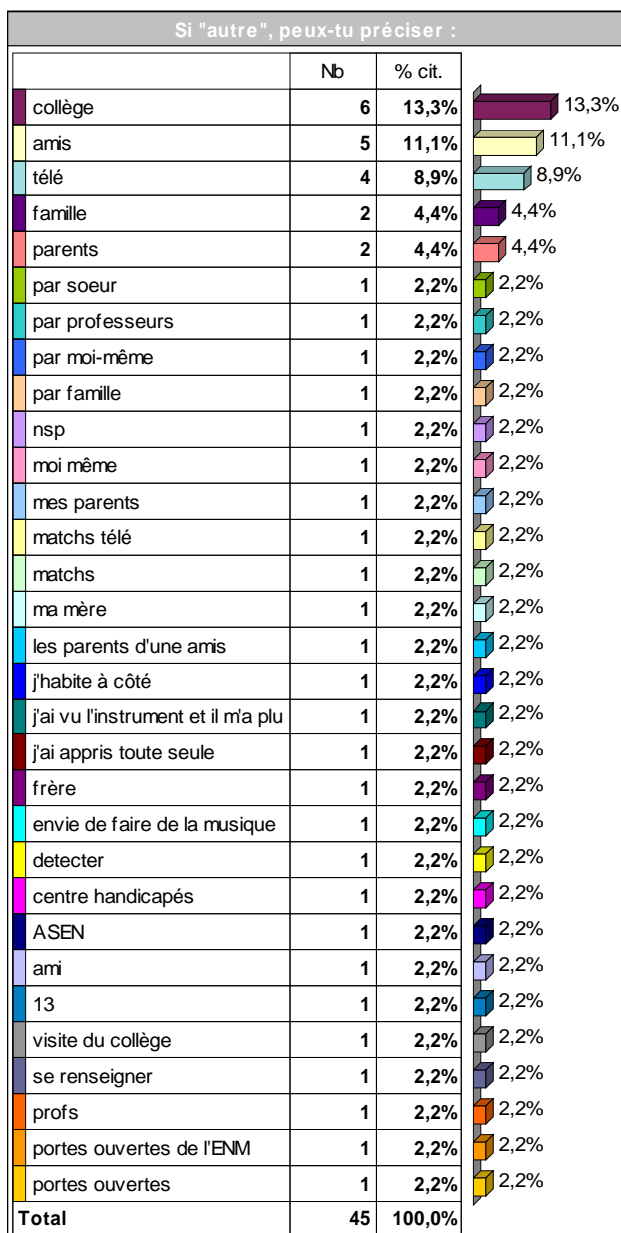 Si "autre", peux-tu préciser :
Nb % cit.
collège 6 13,3% 13,3%
amis 5 11,1% 11,1%
télé 4 8,9% 8,9%
famille 2 4,4% 4,4%
parents 2 4,4% 4,4%
par soeur 1 2,2% 2,2%
par professeurs 1 2,2% 2,2%
par moi-même 1 2,2% 2,2%
par famille 1 2,2% 2,2%
nsp 1 2,2% 2,2%
moi même 1 2,2% 2,2%
mes parents 1 2,2% 2,2%
matchs télé 1 2,2% 2,2%
matchs 1 2,2% 2,2%
ma mère 1 2,2% 2,2%
les parents d'une amis 1 2,2% 2,2%
j'habite à côté 1 2,2% 2,2%
j'ai vu l'instrument et il m'a plu 1 2,2% 2,2%
j'ai appris toute seule 1 2,2% 2,2%
frère 1 2,2% 2,2%
envie de faire de la musique 1 2,2% 2,2%
detecter 1 2,2% 2,2%
centre handicapés 1 2,2% 2,2%
ASEN 1 2,2% 2,2%
ami 1 2,2% 2,2%
13 1 2,2% 2,2%
visite du collège 1 2,2% 2,2%
se renseigner 1 2,2% 2,2%
profs 1 2,2% 2,2%
portes ouvertes de l'ENM 1 2,2% 2,2%
portes ouvertes 1 2,2% 2,2%
Total 45 100,0%